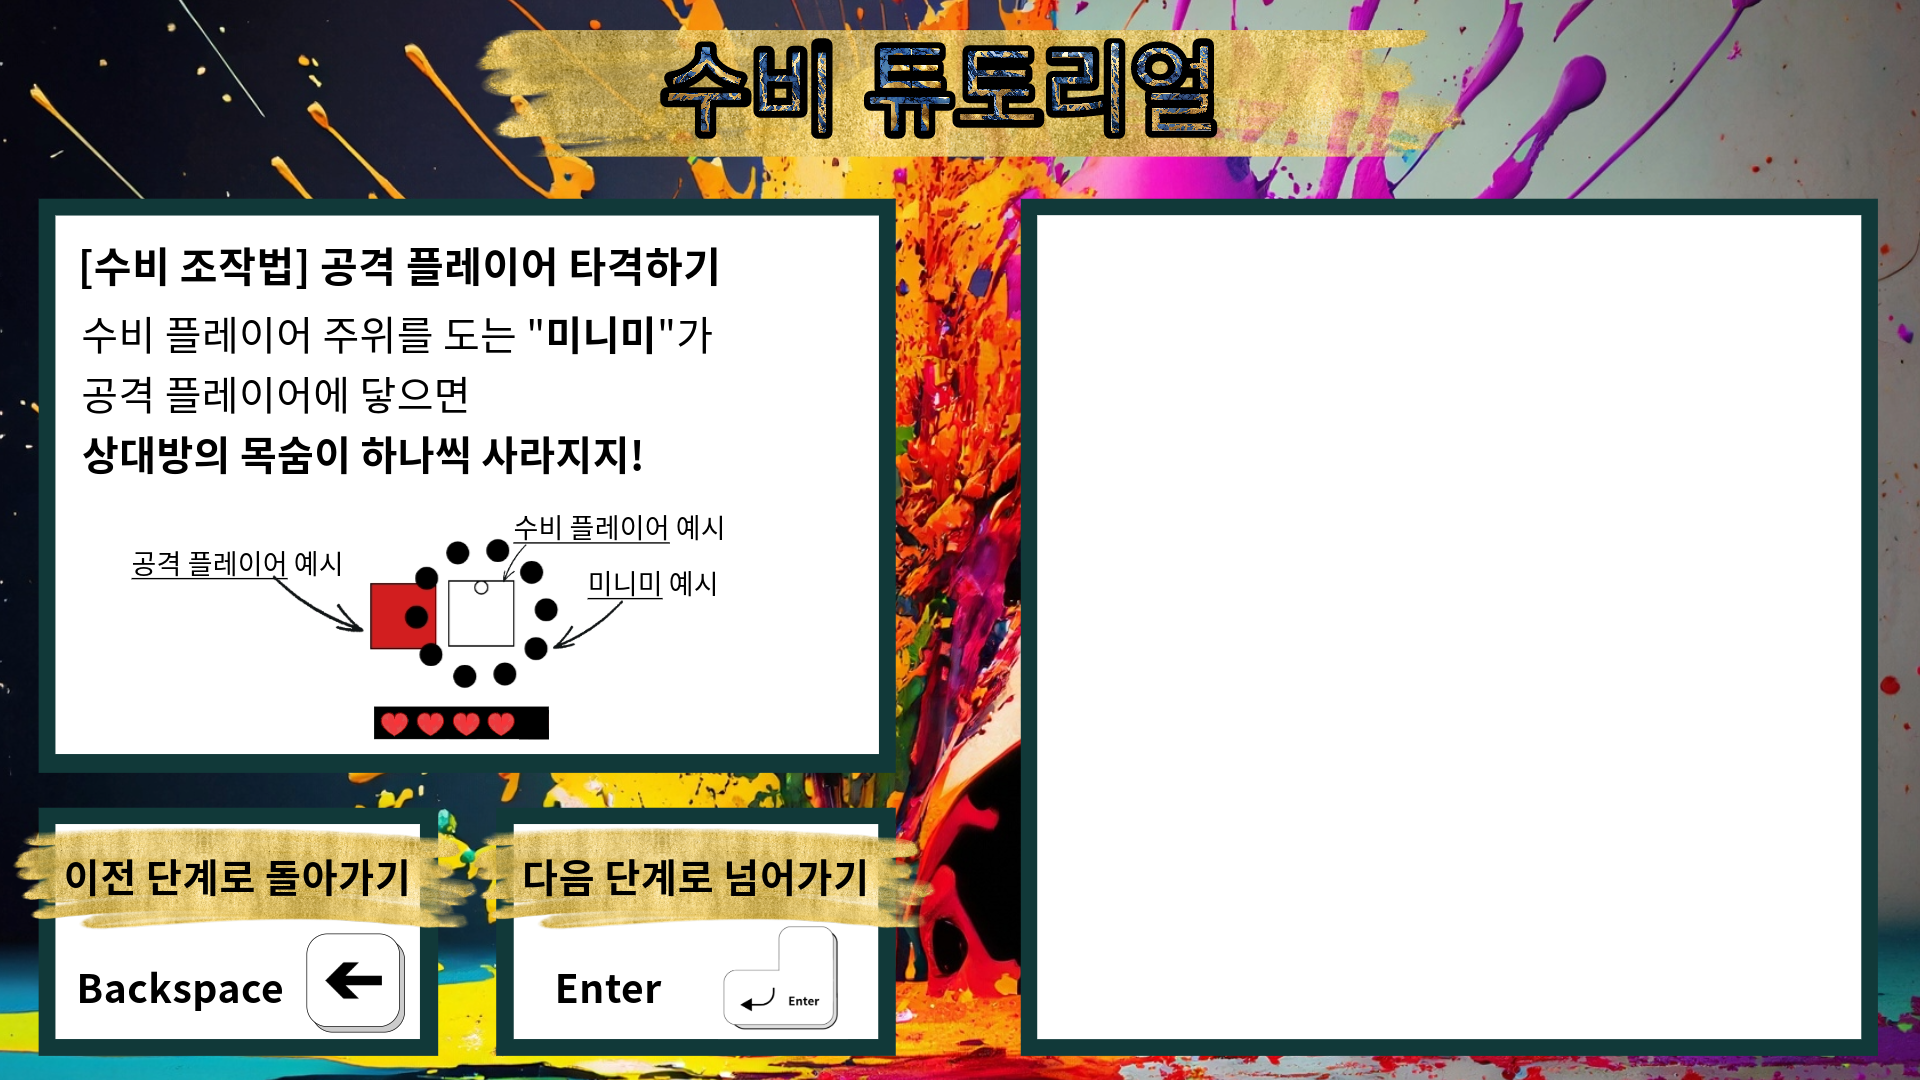 수비 튜토리얼
[수비 조작법] 공격 플레이어 타격하기
수비 플레이어 주위를 도는 "미니미"가
공격 플레이어에 닿으면
상대방의 목숨이 하나씩 사라지지!
수비 플레이어 예시
공격 플레이어 예시
미니미 예시
이전 단계로 돌아가기
Backspace
다음 단계로 넘어가기
Enter
Enter